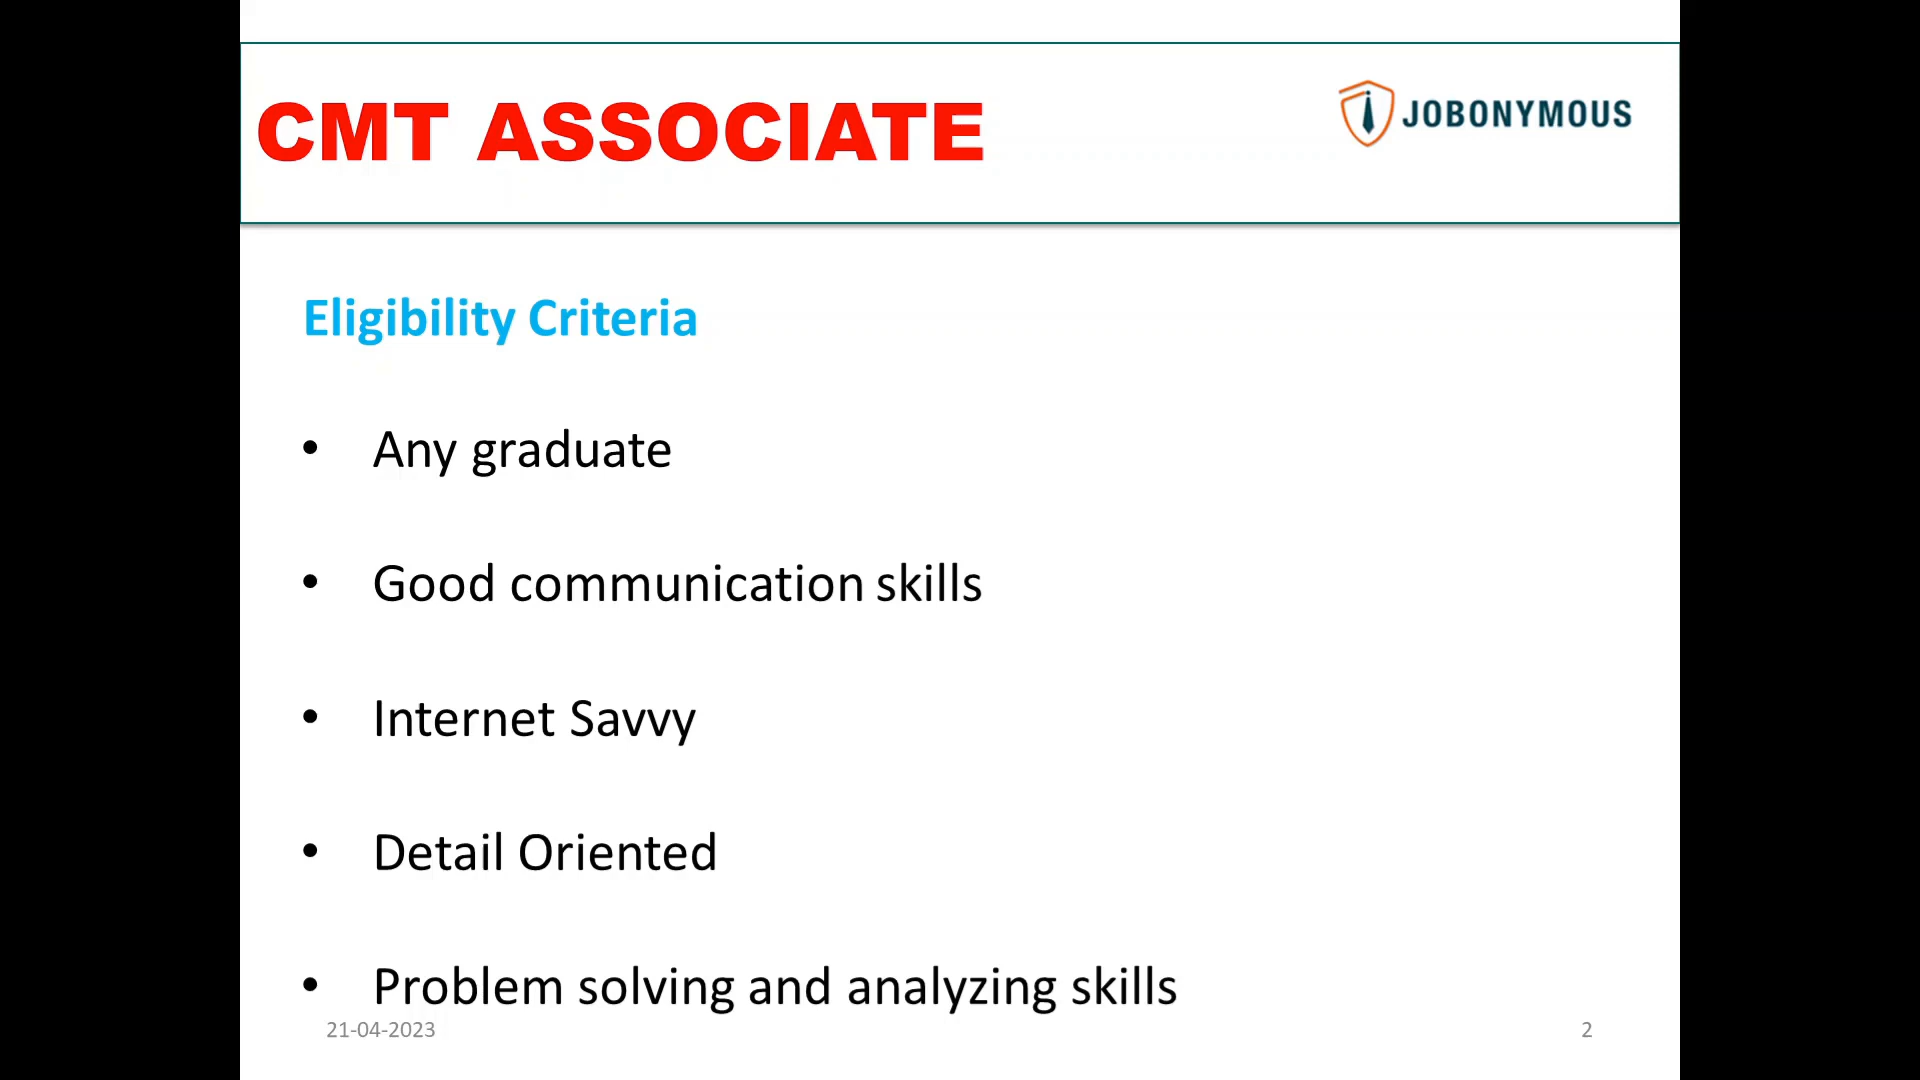 CMT ASSOCIATE
JOBONYMOUS
Eligibility Criteria
• Any graduate
• Good communication skills
• Internet Savvy
• Detail Oriented
• Problem solving and analyzing skills
21-04-2023
2